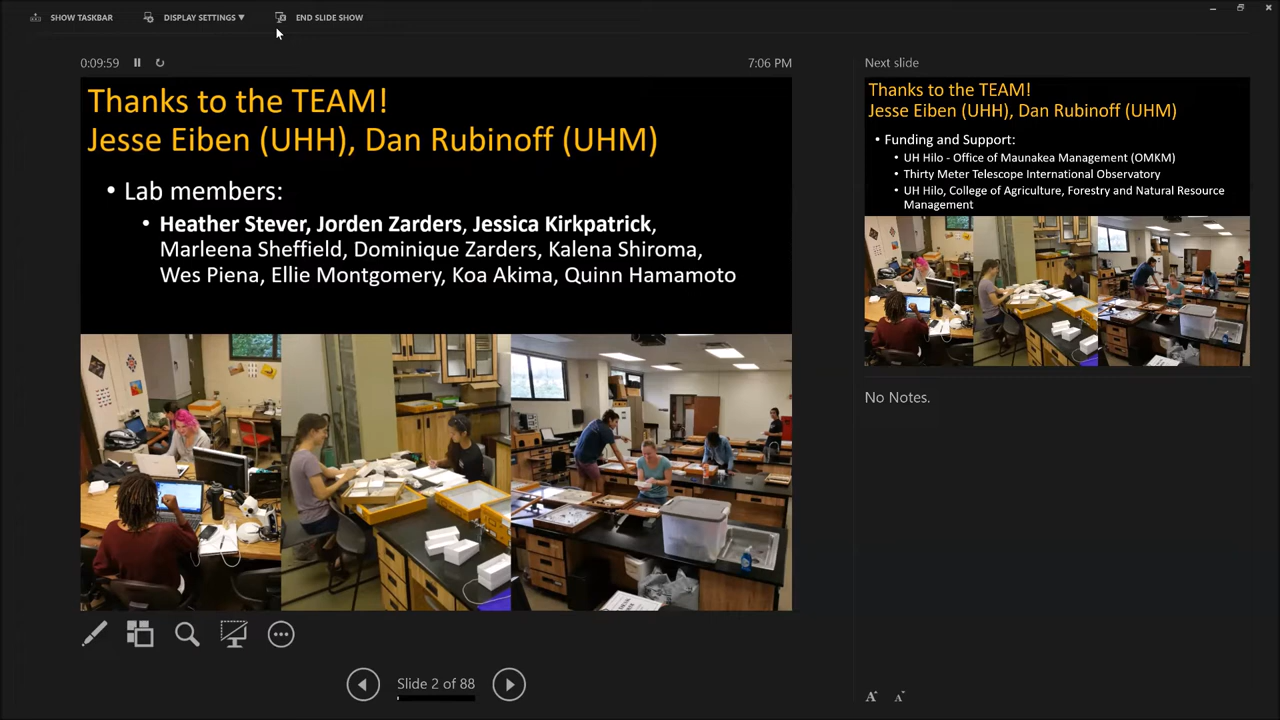 SHOW TASKBAR
DISPLAY SETTINGS ▼
END SLIDE SHOW
0:09:59
7:06 PM
Thanks to the TEAM!
Jesse Eiben (UHH), Dan Rubinoff (UHM)
• Lab members:
• Heather Stever, Jorden Zarders, Jessica Kirkpatrick,
Marleena Sheffield, Dominique Zarders, Kalena Shiroma,
Wes Piena, Ellie Montgomery, Koa Akima, Quinn Hamamoto
Slide 2 of 88
Next slide
Thanks to the TEAM!
Jesse Eiben (UHH), Dan Rubinoff (UHM)
• Funding and Support:
• UH Hilo - Office of Maunakea Management (OMKM)
• Thirty Meter Telescope International Observatory
• UH Hilo, College of Agriculture, Forestry and Natural Resource
Management
No Notes.
A A